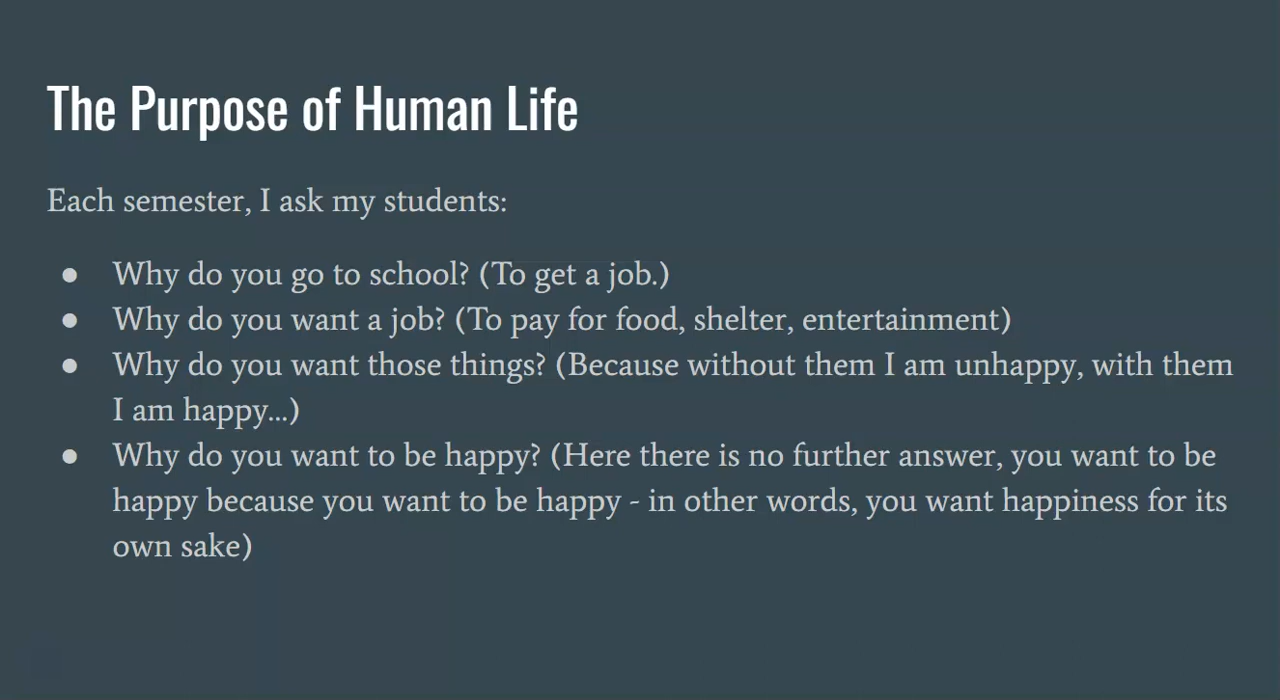 The Purpose of Human Life
Each semester, I ask my students:
● Why do you go to school? (To get a job.)
● Why do you want a job? (To pay for food, shelter, entertainment)
● Why do you want those things? (Because without them I am unhappy, with them
I am happy...)
● Why do you want to be happy? (Here there is no further answer, you want to be
happy because you want to be happy - in other words, you want happiness for its
own sake)